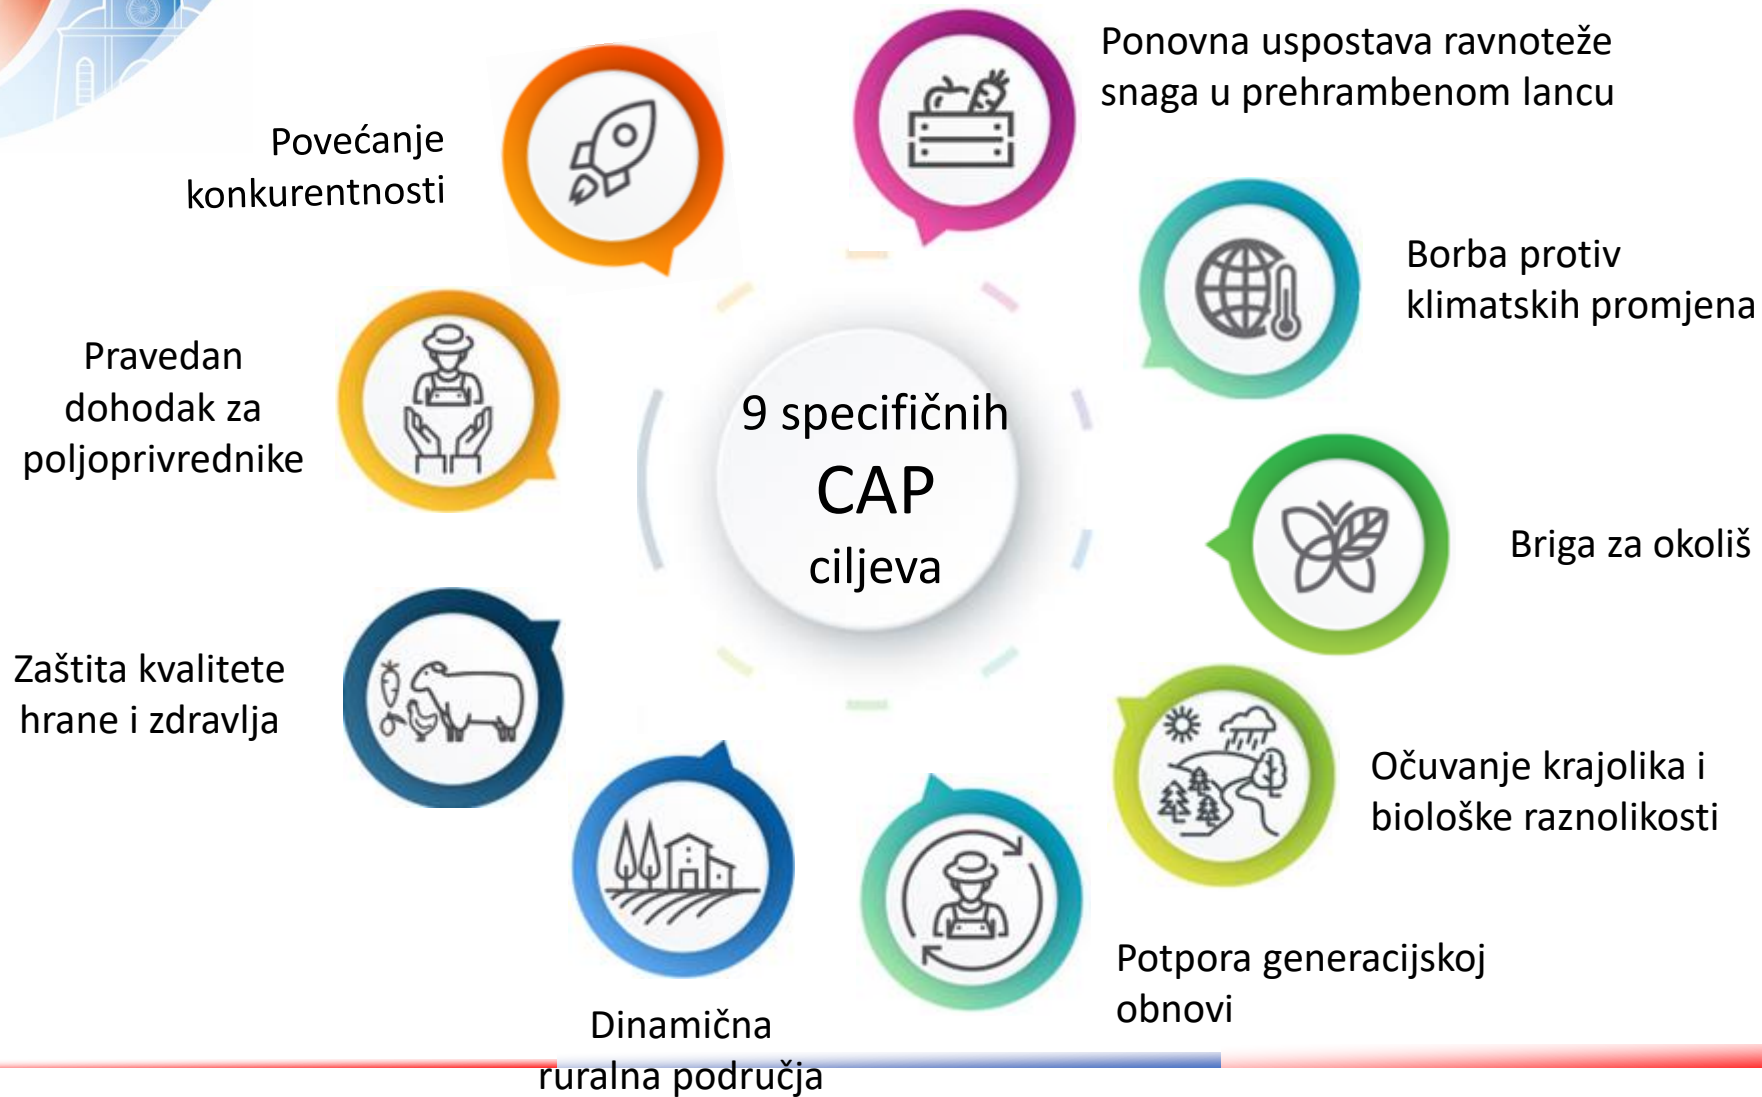 Ponovna uspostava ravnoteže
snaga u prehrambenom lancu
Povećanje
konkurentnosti
Borba protiv
klimatskih promjena
Pravedan
dohodak za
poljoprivrednike
9 specifičnih
CAP
ciljeva
Briga za okoliš
Zaštita kvalitete
hrane i zdravlja
Očuvanje krajolika i
biološke raznolikosti
Potpora generacijskoj
obnovi
Dinamična
ruralna područja